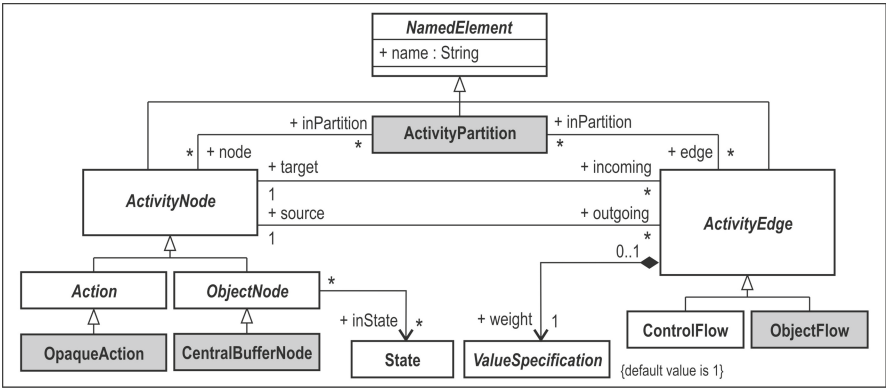 NamedElement
+ name : String
+ inPartition
ActivityPartition
+ inPartition
*
*
* + node
+ edge *
+ target
+ incoming
ActivityNode
1
*
ActivityEdge
+ source
+ outgoing
1
*
0..1
Action
ObjectNode
*
+ inState *
+ weight 1
ControlFlow
ObjectFlow
OpaqueAction
CentralBufferNode
State
ValueSpecification
{default value is 1}